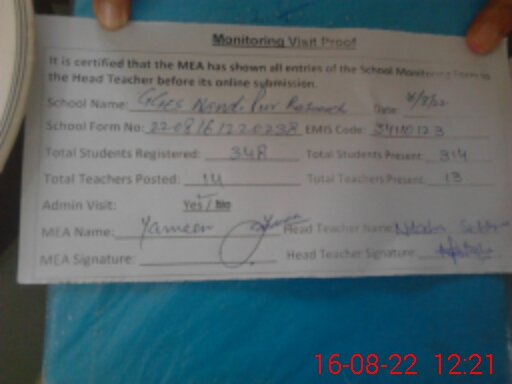 Monitoring Visit Proof
It is certified that the MEA has shown all entries of the School Monitoring Form to
the Head Teacher before its online submission.
School Name: Date:
School Form No: 2208161220238 EMIS Code: 34110123
Total Students Registered: 348 Total Students Present: 314
Total Teachers Posted: 14 Total Teachers Present: 13
Admin Visit: Yes / No
MEA Name: Yameen Head Teacher Name:
MEA Signature: Head Teacher Signature:
16-08-22 12:21